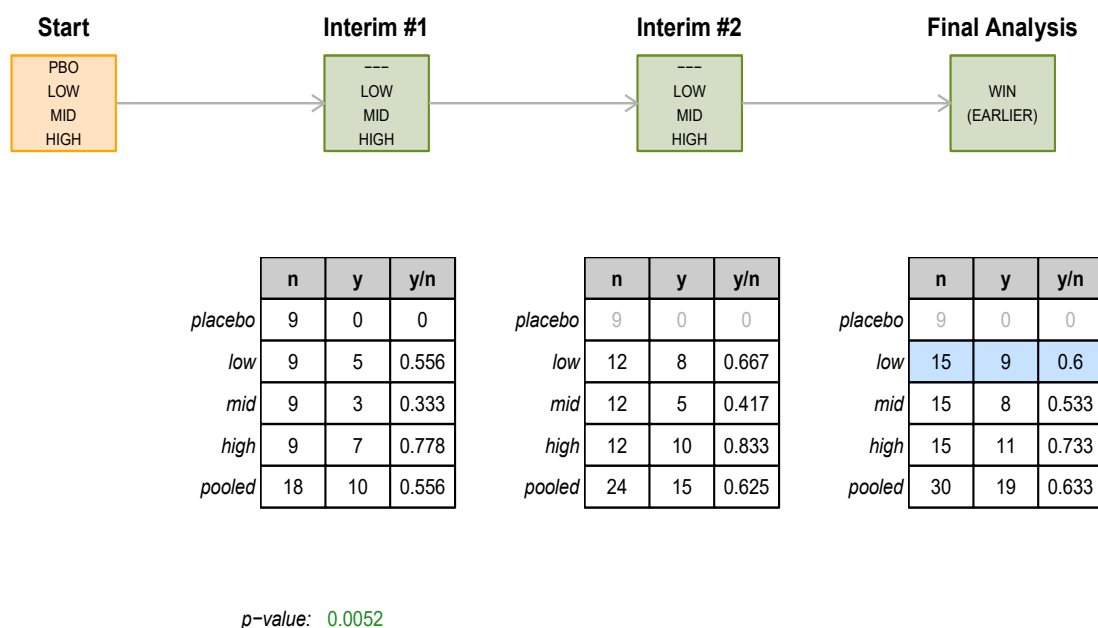 Start Interim #1 Interim #2 Final Analysis
PBO −−− −−− WIN
LOW LOW LOW (EARLIER)
MID MID MID
HIGH HIGH HIGH
n y y/n n y y/n n y y/n
placebo 9 0 0 placebo 9 0 0 placebo 9 0 0
low 9 5 0.556 low 12 8 0.667 low 15 9 0.6
mid 9 3 0.333 mid 12 5 0.417 mid 15 8 0.533
high 9 7 0.778 high 12 10 0.833 high 15 11 0.733
pooled 18 10 0.556 pooled 24 15 0.625 pooled 30 19 0.633
p−value: 0.0052